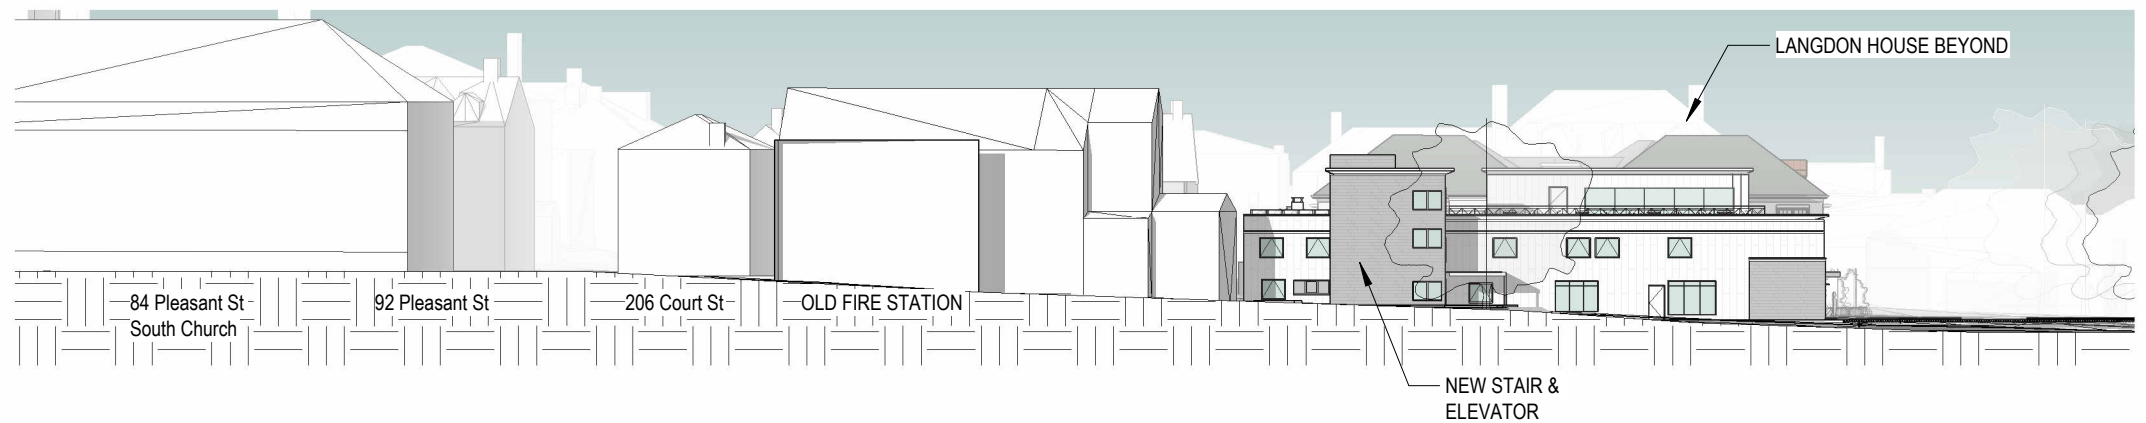 LANGDON HOUSE BEYOND
84 Pleasant St
South Church
92 Pleasant St
206 Court St
OLD FIRE STATION
NEW STAIR &
ELEVATOR